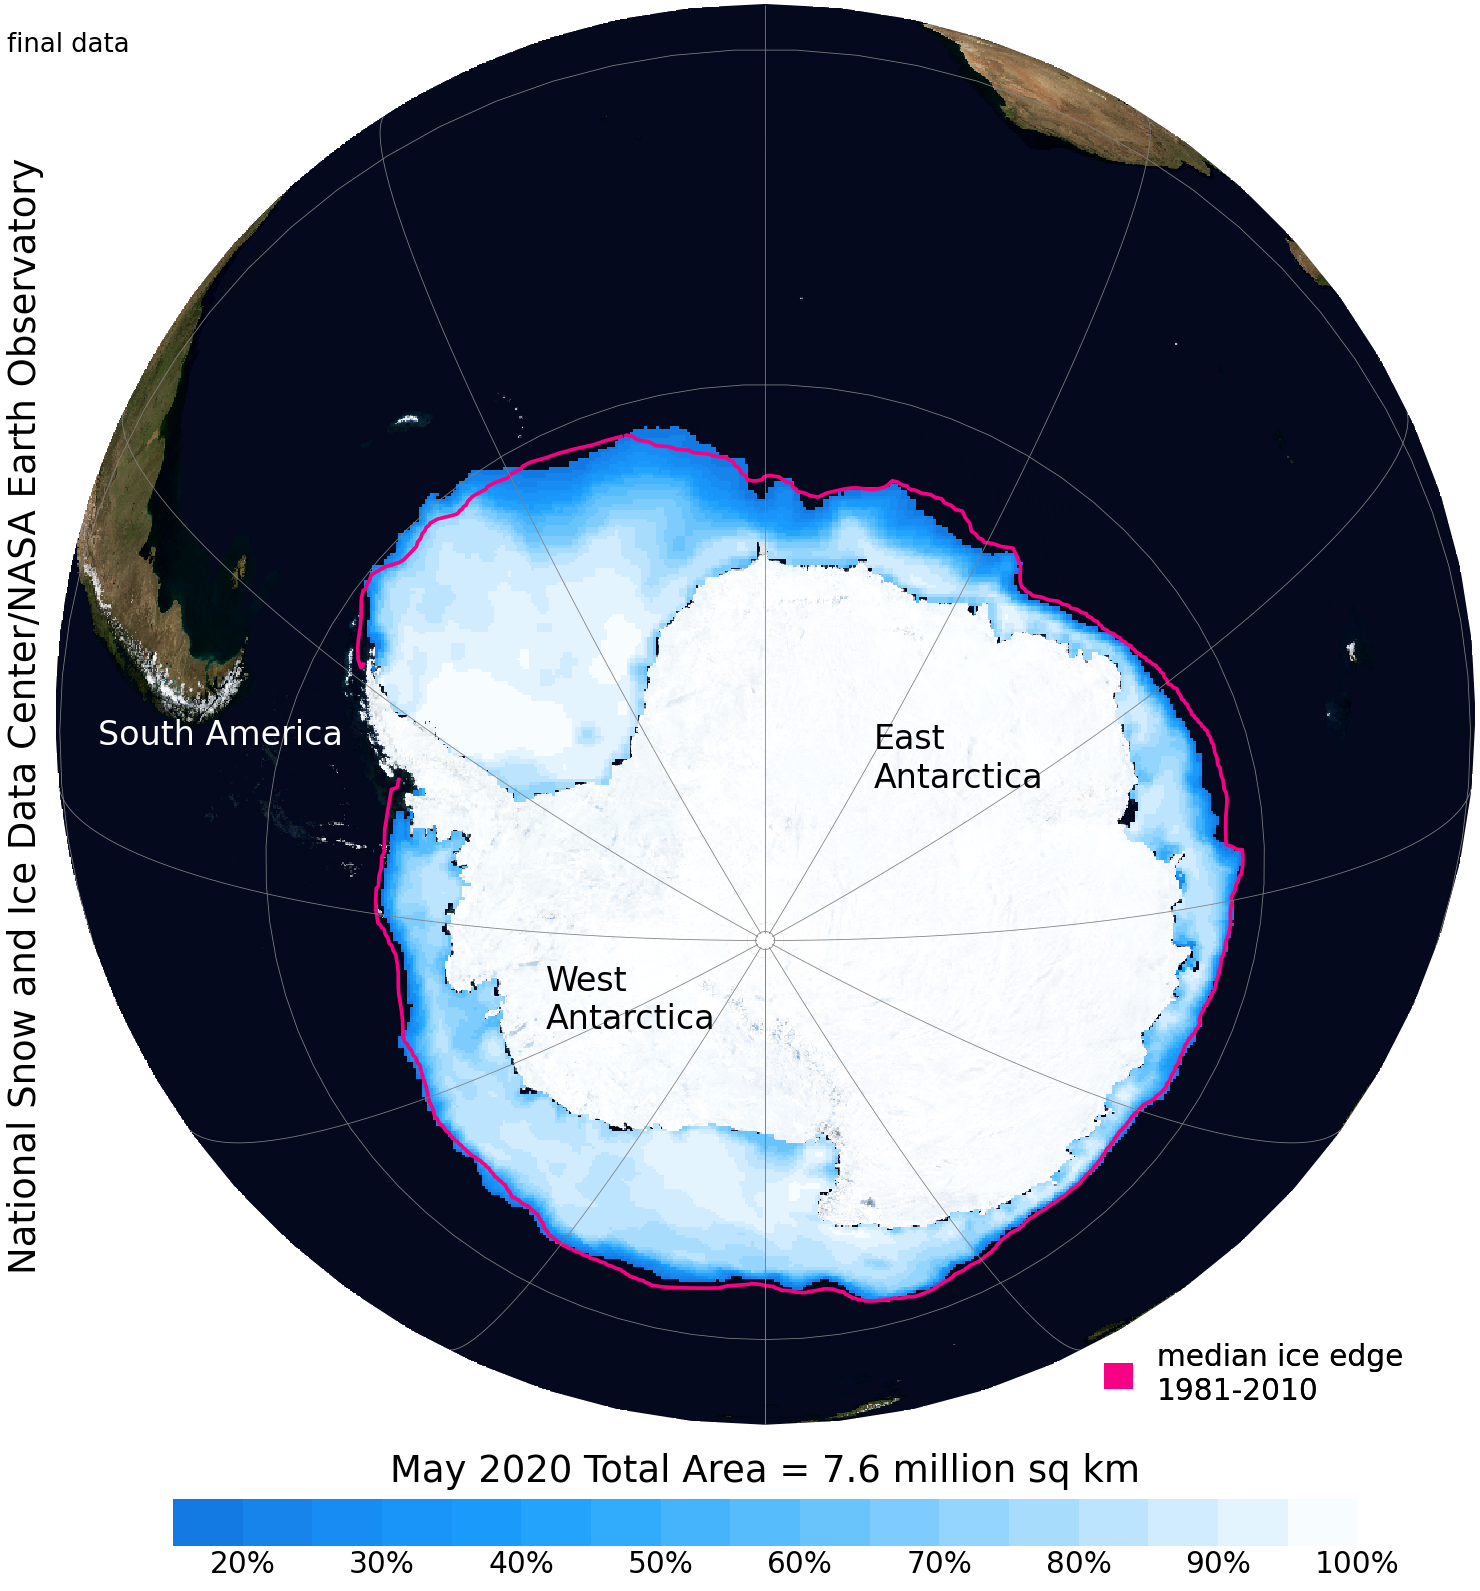 final data
National Snow and Ice Data Center/NASA Earth Observatory
South America
East
Antarctica
West
Antarctica
median ice edge
1981-2010
May 2020 Total Area = 7.6 million sq km
20% 30% 40% 50% 60% 70% 80% 90% 100%